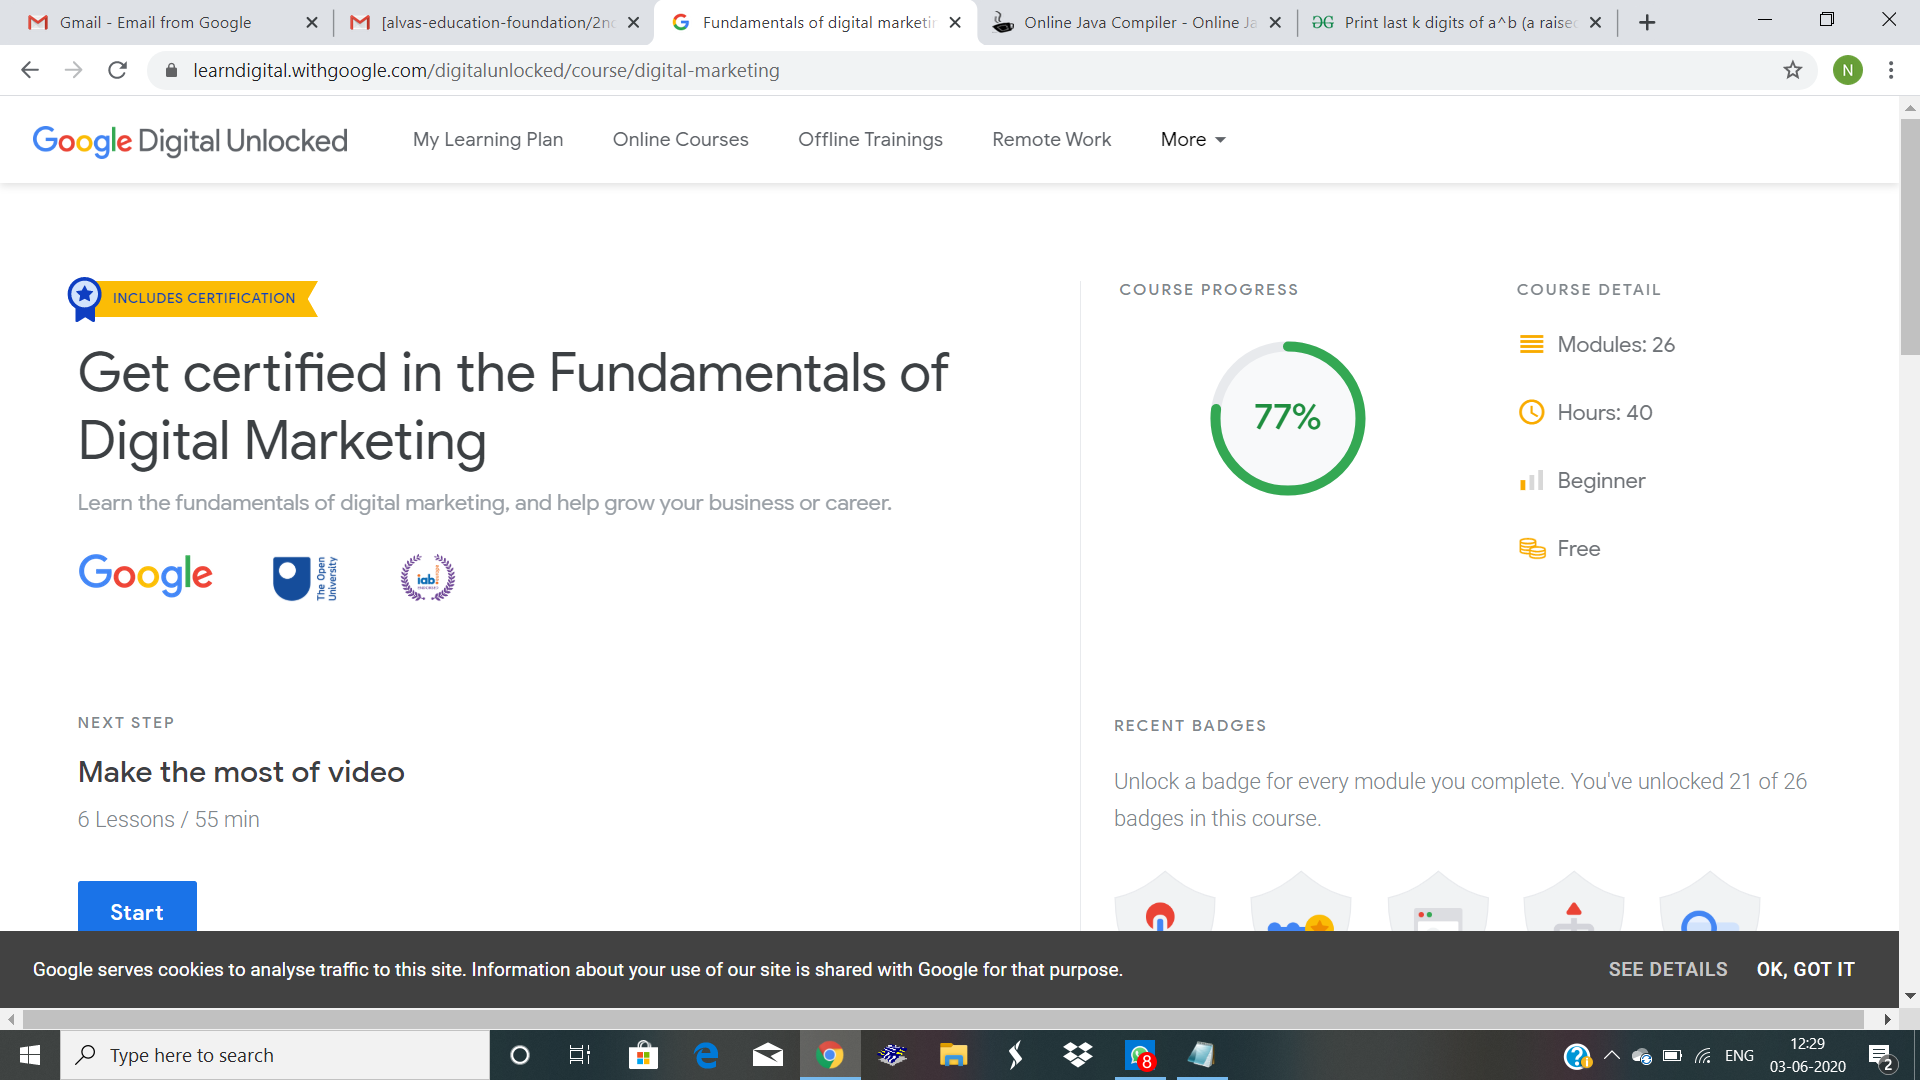 Gmail - Email from Google
[alvas-education-foundation/2n
Fundamentals of digital marketin
Online Java Compiler - Online Ja
Print last k digits of a^b (a raise
learndigital.withgoogle.com/digitalunlocked/course/digital-marketing
N
Google Digital Unlocked
My Learning Plan
Online Courses
Offline Trainings
Remote Work
More
INCLUDES CERTIFICATION
Get certified in the Fundamentals of
Digital Marketing
Learn the fundamentals of digital marketing, and help grow your business or career.
Google
The Open
University
iab
COURSE PROGRESS
77%
COURSE DETAIL
Modules: 26
Hours: 40
Beginner
Free
NEXT STEP
Make the most of video
6 Lessons / 55 min
Start
RECENT BADGES
Unlock a badge for every module you complete. You've unlocked 21 of 26
badges in this course.
Google serves cookies to analyse traffic to this site. Information about your use of our site is shared with Google for that purpose.
SEE DETAILS
OK, GOT IT
Type here to search
8
ENG
12:29
03-06-2020
2